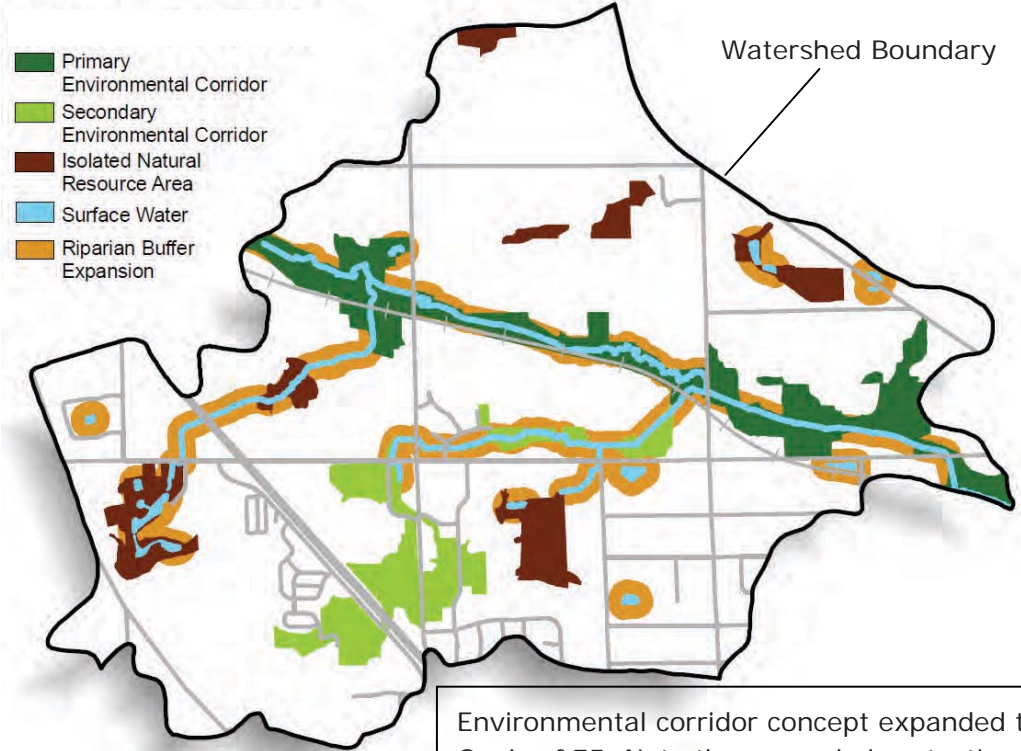 Primary
Environmental Corridor
Secondary
Environmental Corridor
Isolated Natural
Resource Area
Surface Water
Riparian Buffer
Expansion
Watershed Boundary
Environmental corridor concept expanded t